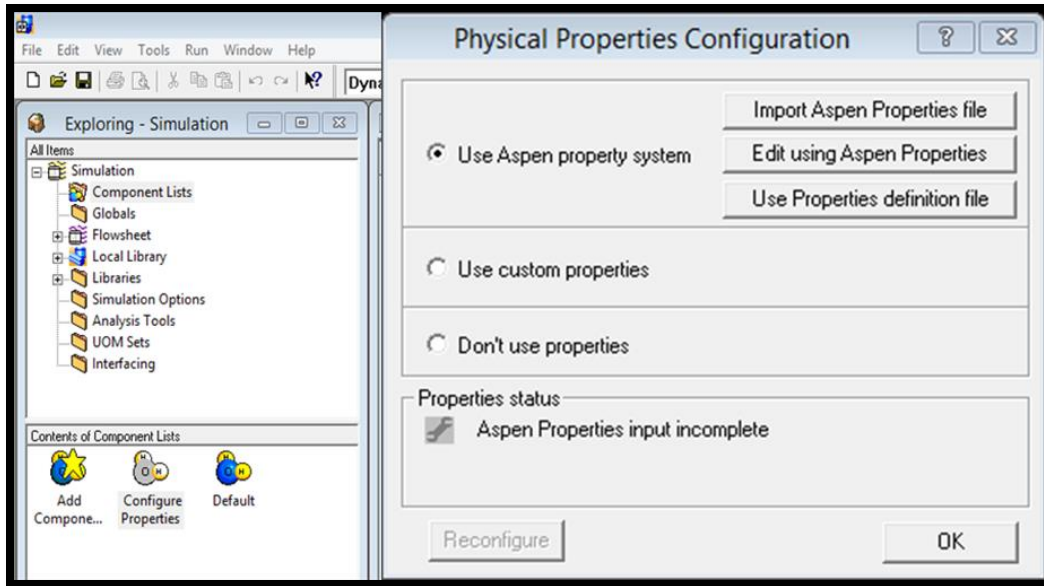 File Edit View Tools Run Window Help
Dyna
Exploring - Simulation
All Items
Simulation
Component Lists
Globals
Flowsheet
Local Library
Libraries
Simulation Options
Analysis Tools
UOM Sets
Interfacing
Contents of Component Lists
Add Compone...
Configure Properties
Default
Physical Properties Configuration
Use Aspen property system
Import Aspen Properties file
Edit using Aspen Properties
Use Properties definition file
Use custom properties
Don't use properties
Properties status
Aspen Properties input incomplete
Reconfigure
OK